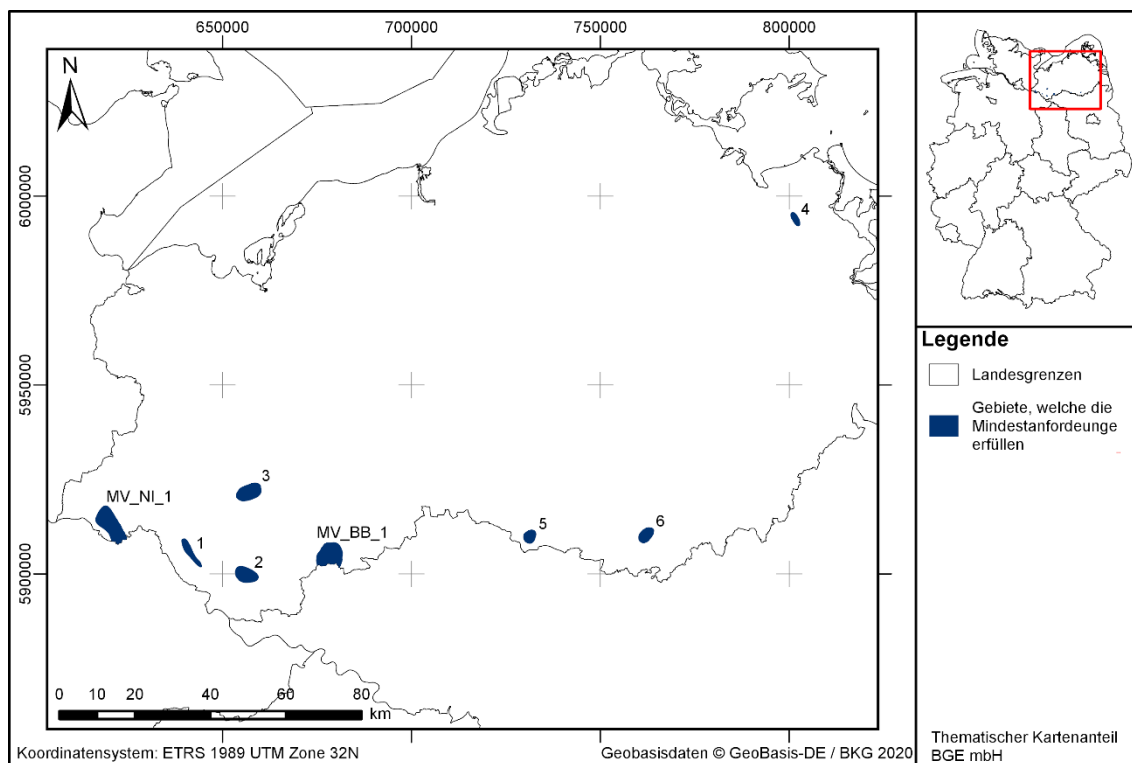 650000
700000
750000
800000
N
6000000
4
5950000
Legende
Landesgrenzen
Gebiete, welche die
Mindestanfordeunge
erfüllen
3
MV_NI_1
MV_BB_1
1
2
5
6
5900000
0
10
20
40
60
80
km
Koordinatensystem: ETRS 1989 UTM Zone 32N
Geobasisdaten © GeoBasis-DE / BKG 2020
Thematischer Kartenanteil
BGE mbH